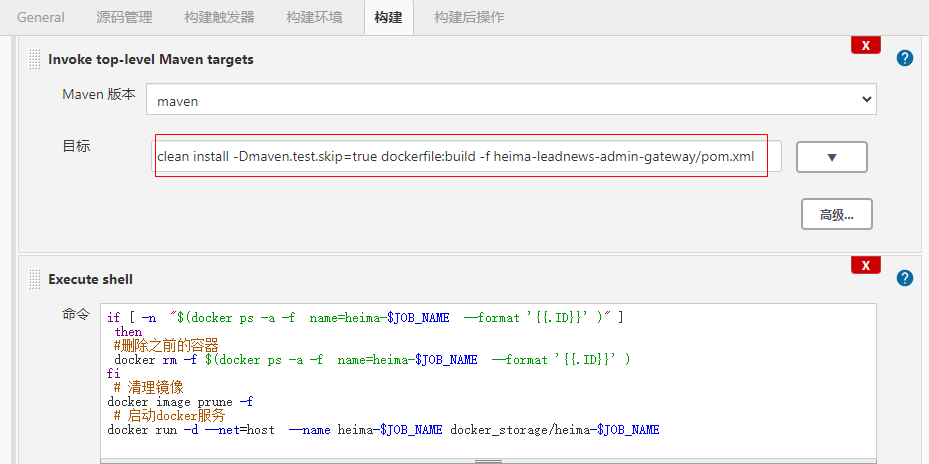 General 源码管理 构建触发器 构建环境 构建 构建后操作
Invoke top-level Maven targets X ?
Maven 版本 maven
目标 clean install -Dmaven.test.skip=true dockerfile:build -f heima-leadnews-admin-gateway/pom.xml ▼
高级...
Execute shell X ?
命令 if [ -n "$(docker ps -a -f name=heima-$JOB_NAME --format '{{.ID}}' )" ]
then
#删除之前的容器
docker rm -f $(docker ps -a -f name=heima-$JOB_NAME --format '{{.ID}}' )
fi
# 清理镜像
docker image prune -f
# 启动docker服务
docker run -d --net=host --name heima-$JOB_NAME docker_storage/heima-$JOB_NAME